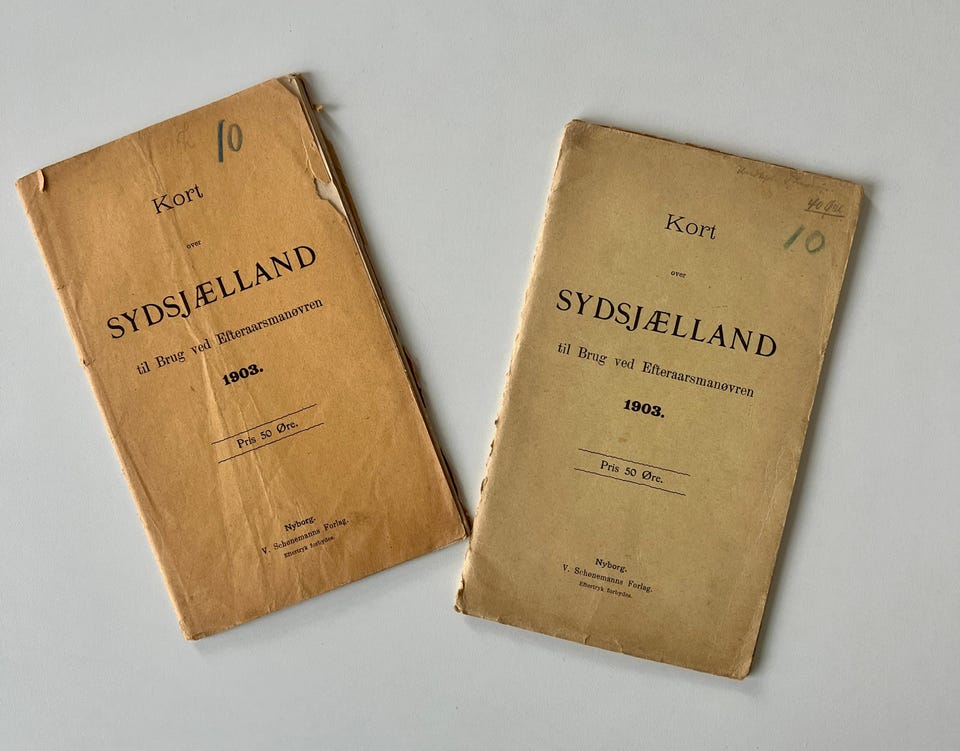 10
Kort
over
SYDSJÆLLAND
til Brug ved Efteraarsmanøvren
1903.
Pris 50 Øre.
Nyborg.
V. Schønemanns Forlag.
Eftertryk forbydes.
40 Øre
10
Kort
over
SYDSJÆLLAND
til Brug ved Efteraarsmanøvren
1903.
Pris 50 Øre.
Nyborg.
V. Schønemanns Forlag.
Eftertryk forbydes.